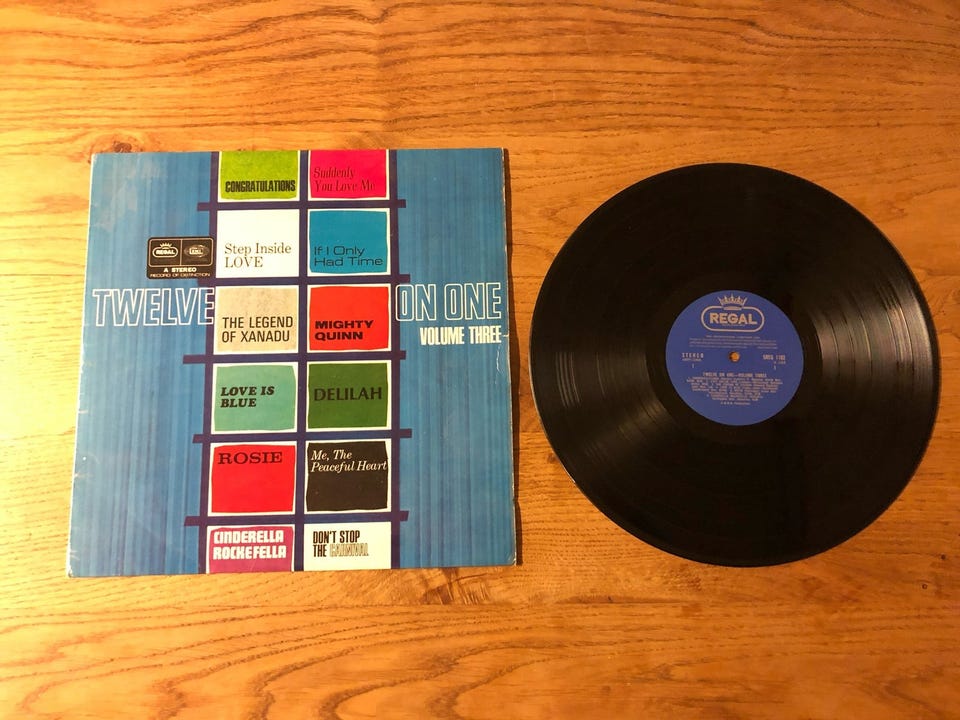 CONGRATULATIONS
Suddenly
You Love Me
Step Inside
LOVE
If I Only
Had Time
REGAL
EMI
A STEREO
RECORD OF DISTINCTION
TWELVE
ON ONE
VOLUME THREE
THE LEGEND
OF XANADU
MIGHTY
QUINN
LOVE IS
BLUE
DELILAH
ROSIE
Me, The
Peaceful Heart
CINDERELLA
ROCKEFELLA
DON'T STOP
THE CARNIVAL
REGAL
STEREO
TWELVE ON ONE—VOLUME THREE